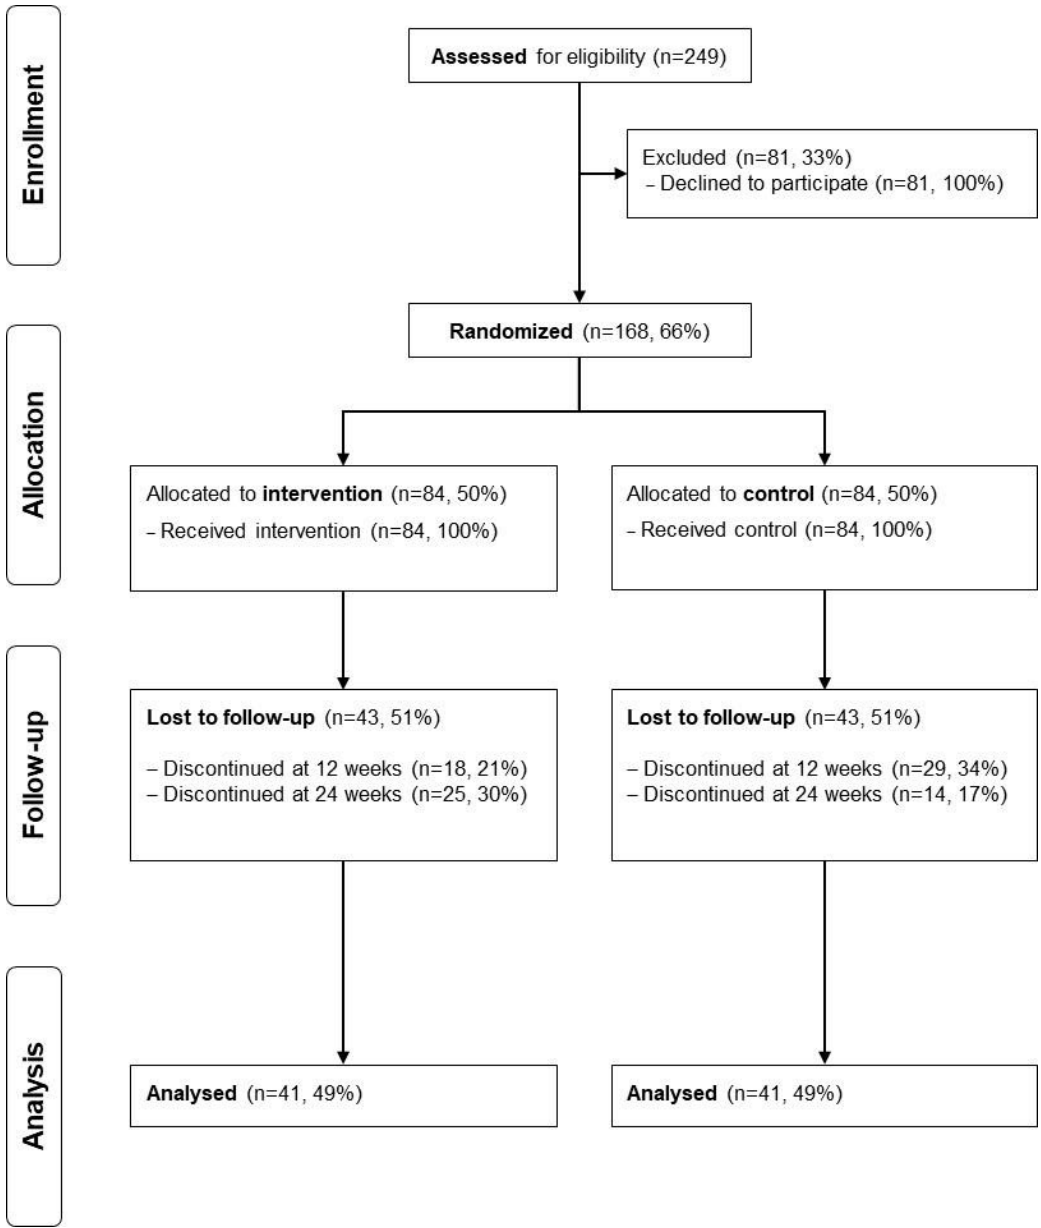 Enrollment
Assessed for eligibility (n=249)
Excluded (n=81, 33%)
– Declined to participate (n=81, 100%)
Randomized (n=168, 66%)
Allocation
Allocated to intervention (n=84, 50%)
– Received intervention (n=84, 100%)
Allocated to control (n=84, 50%)
– Received control (n=84, 100%)
Follow-up
Lost to follow-up (n=43, 51%)
– Discontinued at 12 weeks (n=18, 21%)
– Discontinued at 24 weeks (n=25, 30%)
Lost to follow-up (n=43, 51%)
– Discontinued at 12 weeks (n=29, 34%)
– Discontinued at 24 weeks (n=14, 17%)
Analysis
Analysed (n=41, 49%)
Analysed (n=41, 49%)